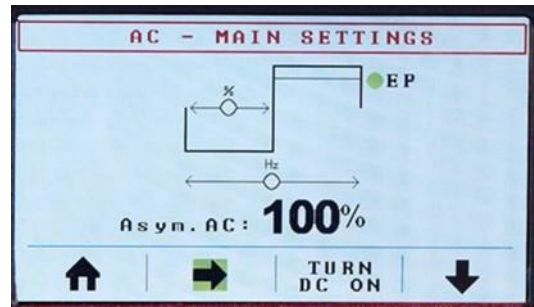 AC - MAIN SETTINGS
%
EP
Hz
Asym.AC: 100%
TURN
DC ON